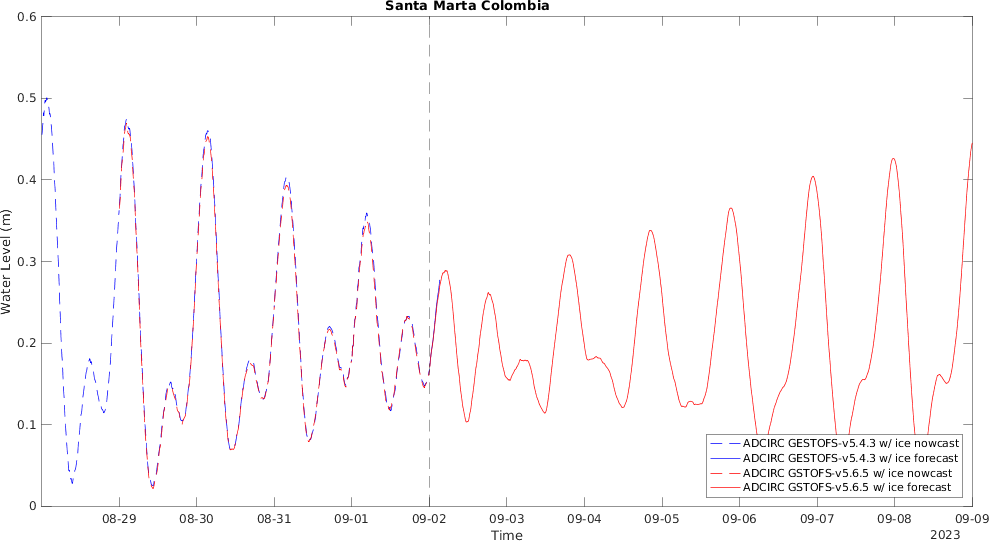 Santa Marta Colombia
0.6
0.5
0.4
0.3
0.2
0.1
0
Water Level (m)
ADCIRC GESTOFS-v5.4.3 w/ ice nowcast
ADCIRC GESTOFS-v5.4.3 w/ ice forecast
ADCIRC GSTOFS-v5.6.5 w/ ice nowcast
ADCIRC GSTOFS-v5.6.5 w/ ice forecast
08-29 08-30 08-31 09-01 09-02 09-03 09-04 09-05 09-06 09-07 09-08 09-09
Time
2023